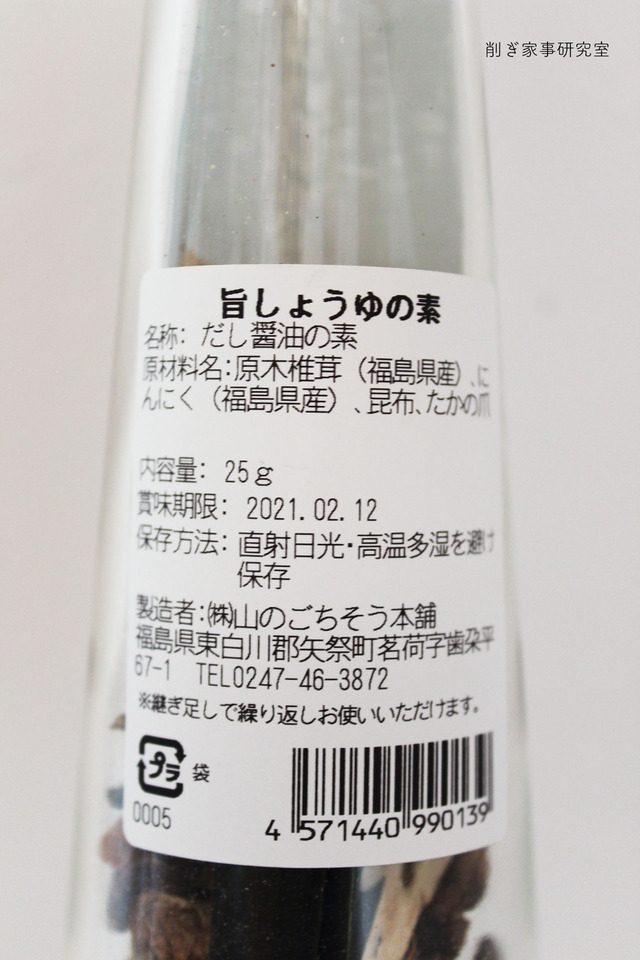 削ぎ家事研究室
旨しょうゆの素
名称: だし醤油の素
原材料名:原木椎茸（福島県産）、に
んにく（福島県産）、昆布、たかの爪
内容量: 25g
賞味期限: 2021.02.12
保存方法:直射日光・高温多湿を避け
保存
製造者:㈱山のごちそう本舗
福島県東白川郡矢祭町茗荷字歯朶平
67-1 TEL0247-46-3872
※継ぎ足しで繰り返しお使いいただけます。
プラ 袋
0005
4 571440 990139